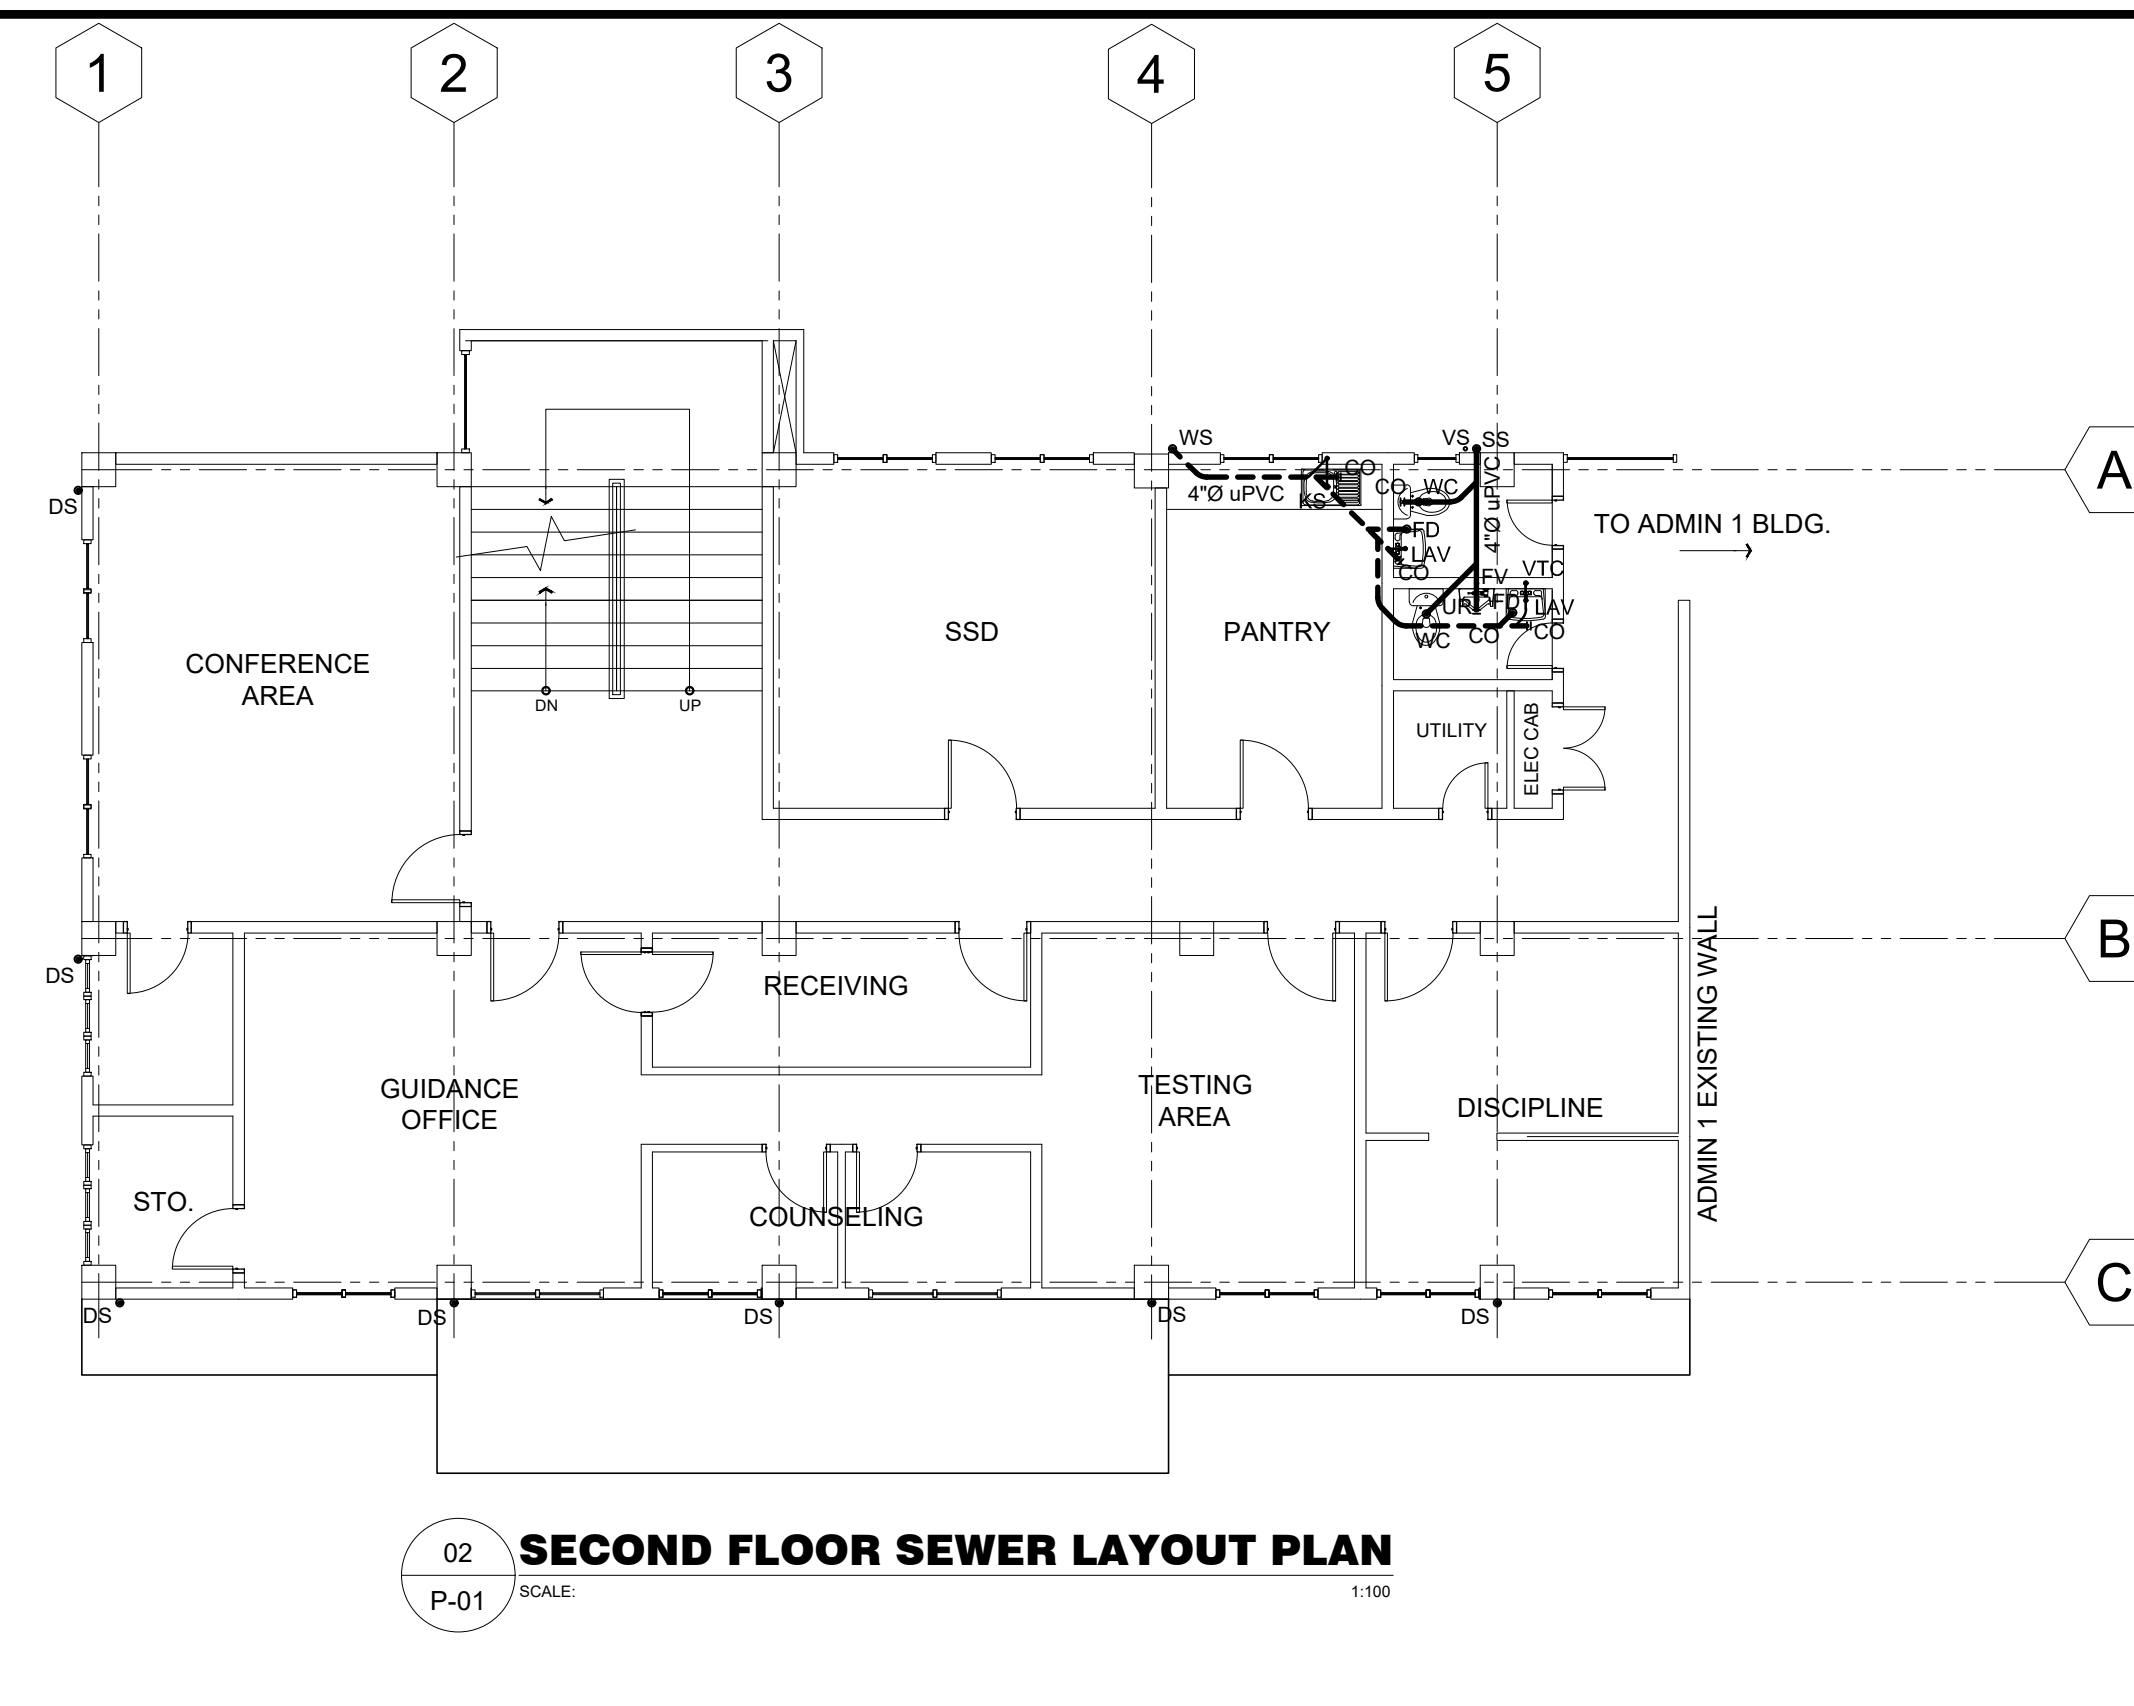 1
2
3
4
5
WS
VS
SS
A
CO
CO
WC
4"Ø uPVC
KS
4"Ø uPVC
DS
TO ADMIN 1 BLDG.
FD
LAV
CO
FV
VTC
UR
FD
LAV
WC
CO
CO
SSD
PANTRY
CONFERENCE
AREA
DN
UP
UTILITY
ELEC CAB
B
DS
RECEIVING
ADMIN 1 EXISTING WALL
GUIDANCE
OFFICE
TESTING
AREA
DISCIPLINE
STO.
COUNSELING
C
DS
DS
DS
DS
DS
02
P-01
SECOND FLOOR SEWER LAYOUT PLAN
SCALE:
1:100